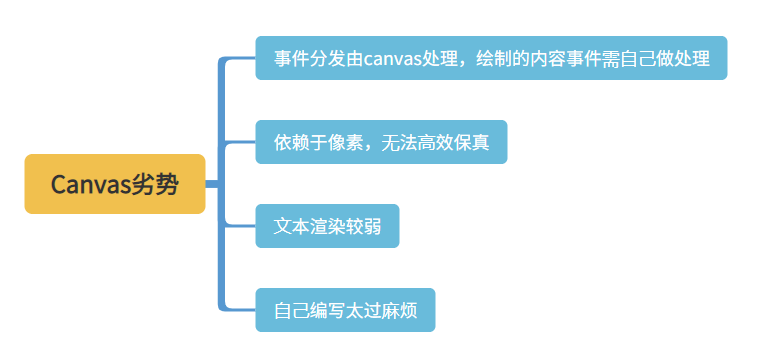 Canvas劣势
事件分发由canvas处理，绘制的内容事件需自己做处理
依赖于像素，无法高效保真
文本渲染较弱
自己编写太过麻烦